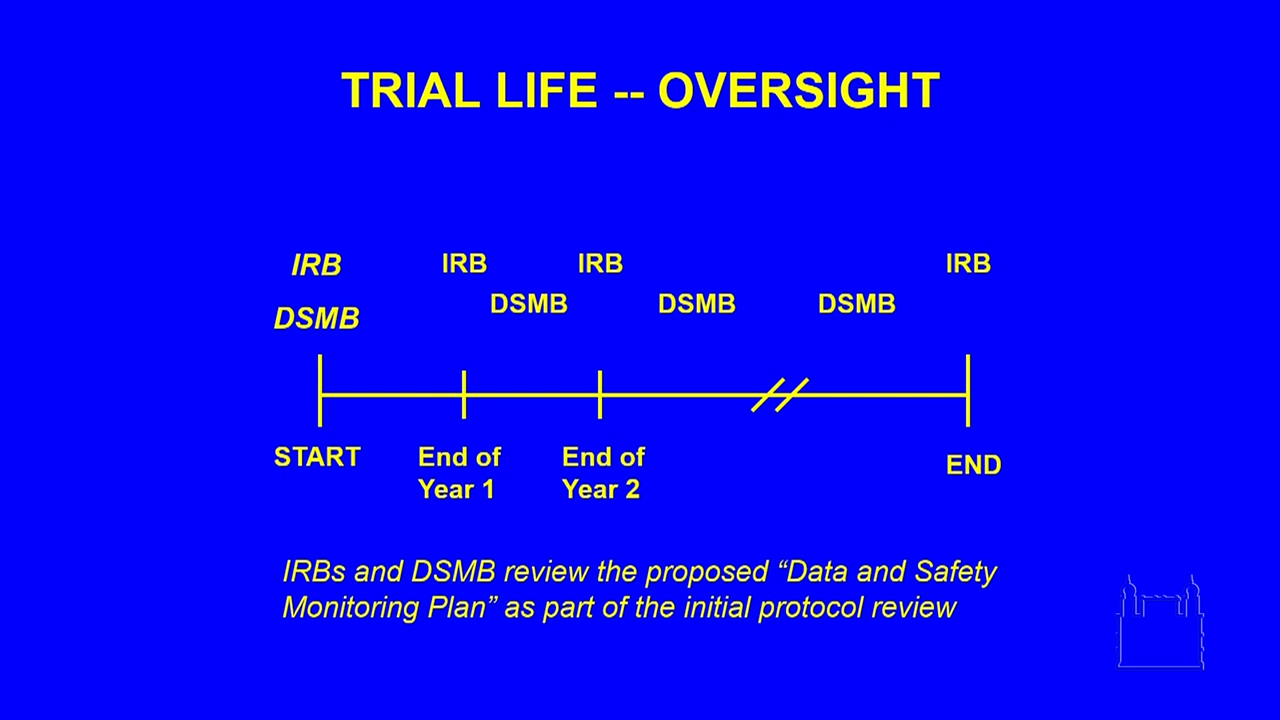 TRIAL LIFE -- OVERSIGHT
IRB IRB IRB IRB
DSMB DSMB DSMB DSMB
START End of Year 1 End of Year 2 END
IRBs and DSMB review the proposed “Data and Safety
Monitoring Plan” as part of the initial protocol review